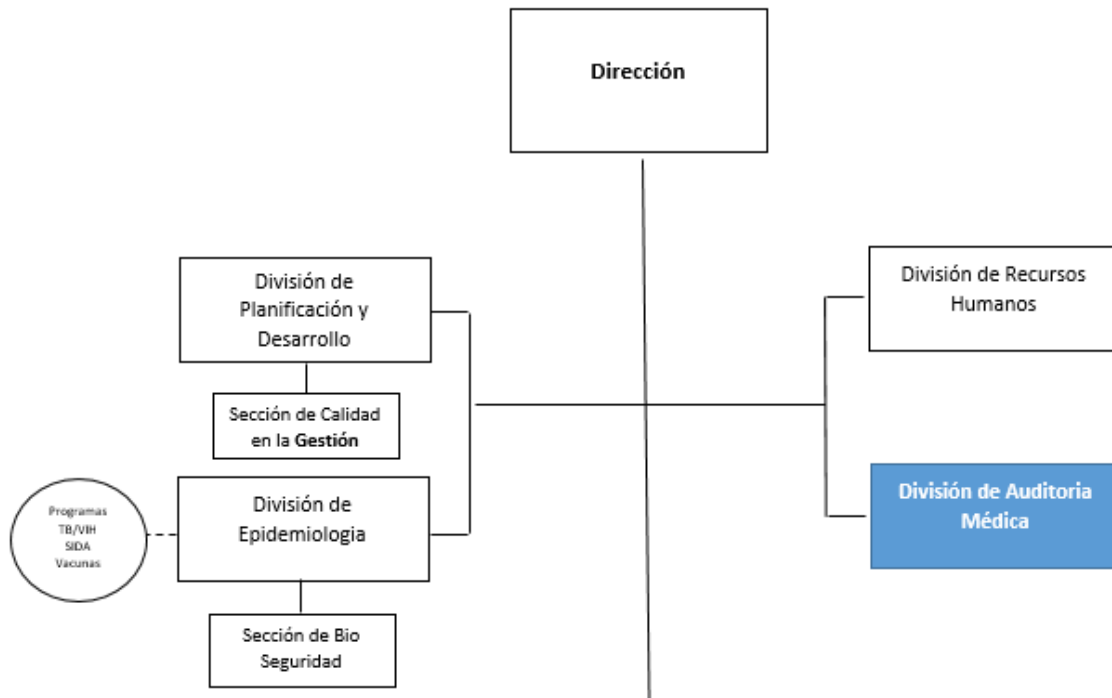 Dirección
División de
Planificación y
Desarrollo
Sección de Calidad
en la Gestión
Programas
TB/VIH
SIDA
Vacunas
División de
Epidemiologia
Sección de Bio
Seguridad
División de Recursos
Humanos
División de Auditoria
Médica